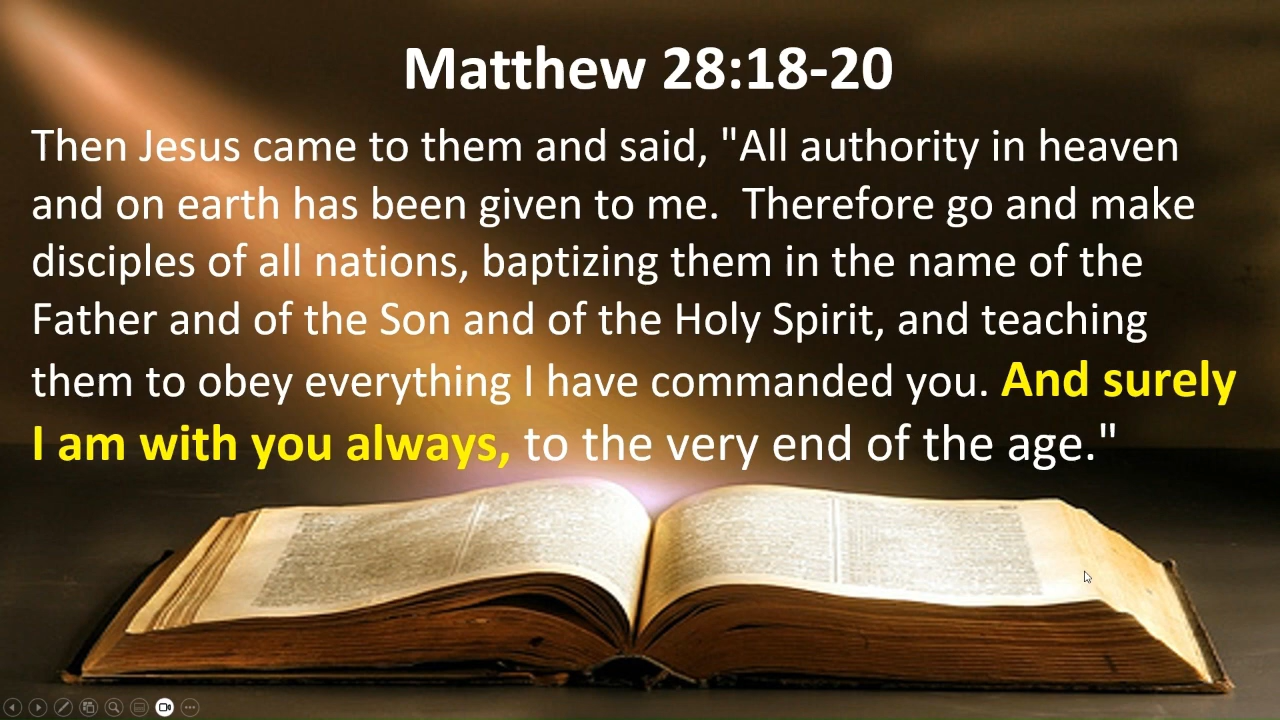 Matthew 28:18-20
Then Jesus came to them and said, "All authority in heaven
and on earth has been given to me.  Therefore go and make
disciples of all nations, baptizing them in the name of the
Father and of the Son and of the Holy Spirit, and teaching
them to obey everything I have commanded you. And surely
I am with you always, to the very end of the age."